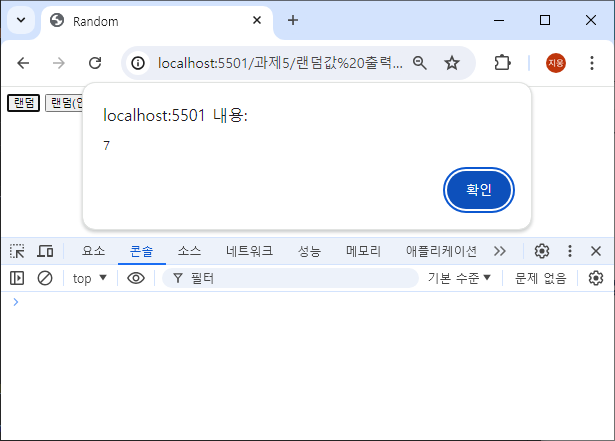 Random
localhost:5501/과제5/랜덤값%20출력...
지웅
랜덤 랜덤(인
localhost:5501 내용:
7
확인
요소 콘솔 소스 네트워크 성능 메모리 애플리케이션
top 필터 기본 수준 문제 없음